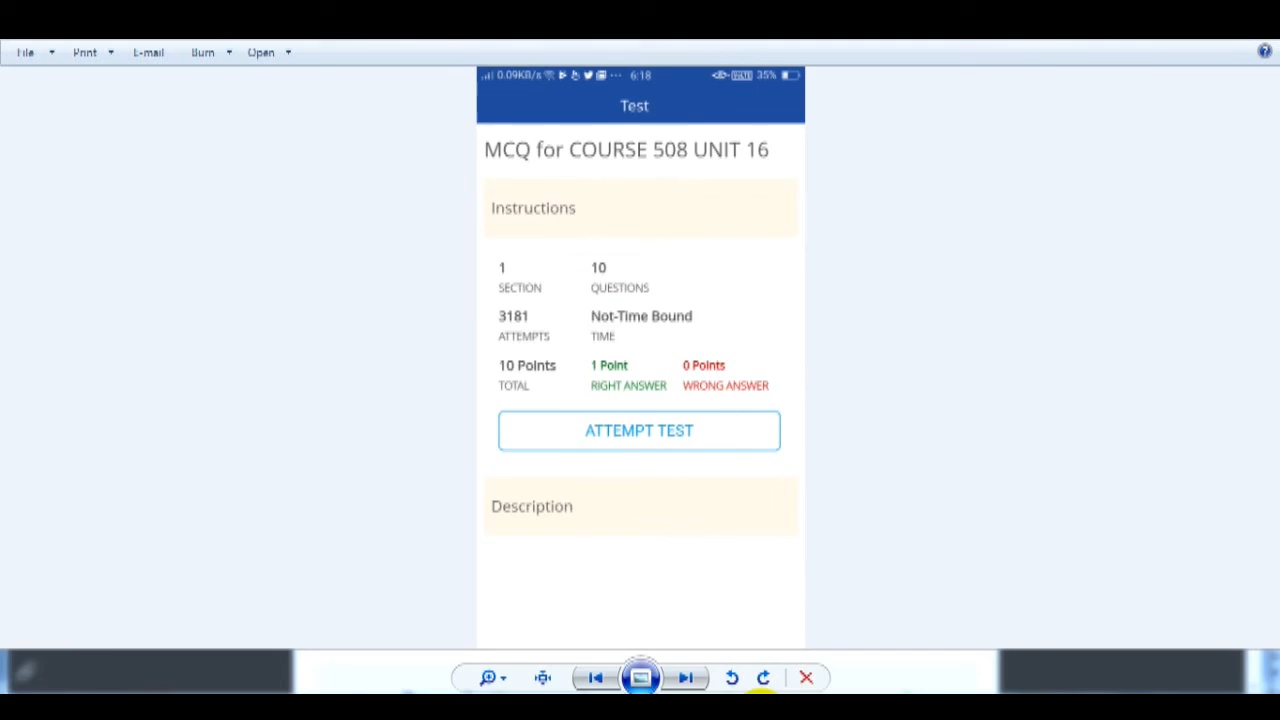 File Print E-mail Burn Open
0.09KB/s 6:18 35%
Test
MCQ for COURSE 508 UNIT 16
Instructions
1 10
SECTION QUESTIONS
3181 Not-Time Bound
ATTEMPTS TIME
10 Points 1 Point 0 Points
TOTAL RIGHT ANSWER WRONG ANSWER
ATTEMPT TEST
Description